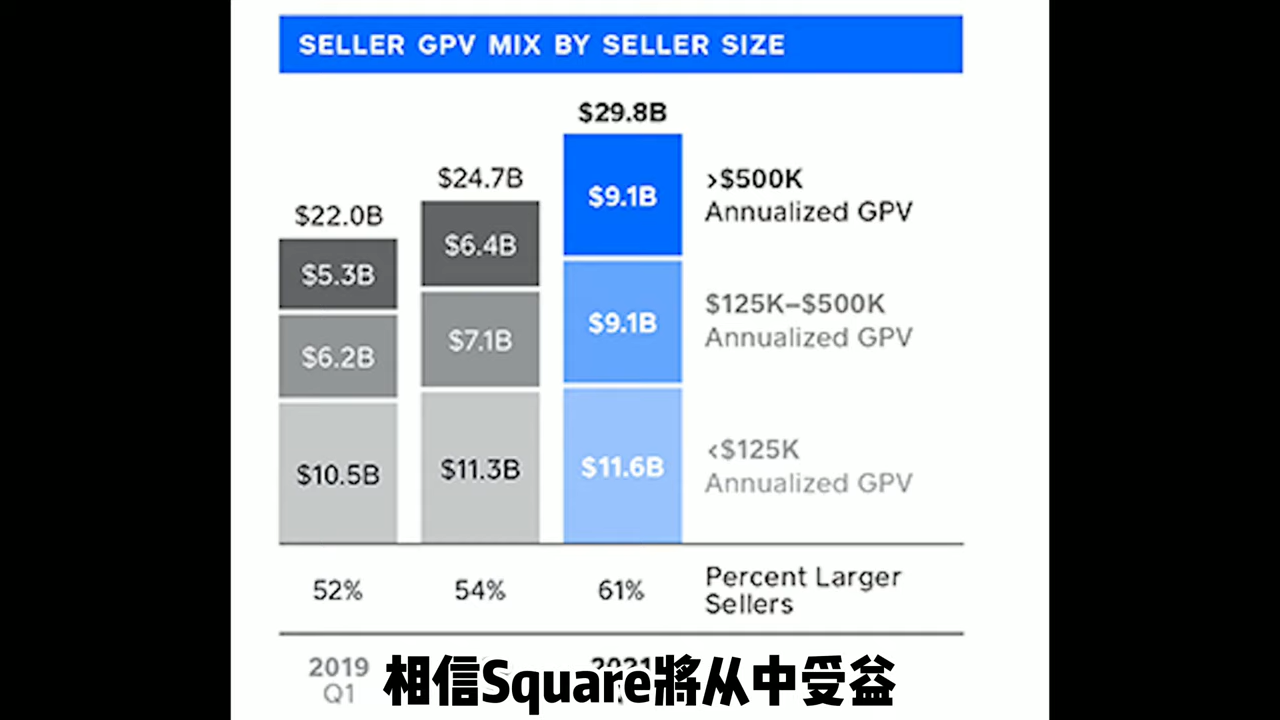 SELLER GPV MIX BY SELLER SIZE
$29.8B
$24.7B
$22.0B
$9.1B
$6.4B
$5.3B
>$500K
Annualized GPV
$9.1B
$7.1B
$6.2B
$125K–$500K
Annualized GPV
$11.6B
$11.3B
$10.5B
<$125K
Annualized GPV
52% 54% 61%
Percent Larger
Sellers
2019
Q1
2021
相信Square將从中受益